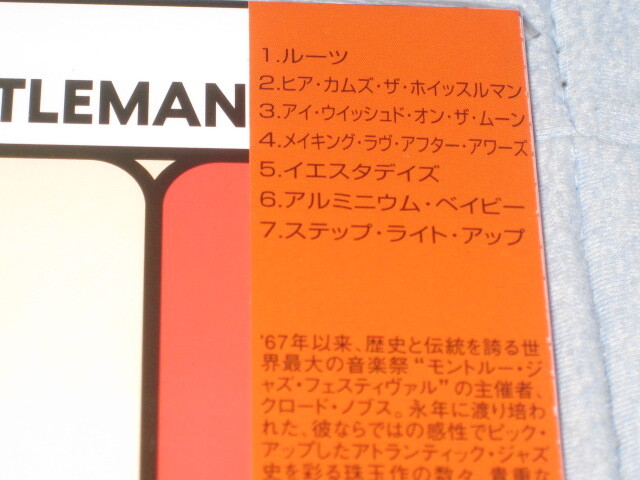 TLEMAN
1.ルーツ
2.ヒア・カムズ・ザ・ホイッスルマン
3.アイ・ウイッシュド・オン・ザ・ムーン
4.メイキング・ラヴ・アフター・アワーズ
5.イエスタデイズ
6.アルミニウム・ベイビー
7.ステップ・ライト・アップ
'67年以来、歴史と伝統を誇る世
界最大の音楽祭“モントルー・ジ
ャズ・フェスティヴァル”の主催者、
クロード・ノブス。永年に渡り培わ
れた、彼ならではの感性でピック・
アップしたアトランティック・ジャズ
史を彩る珠玉作の数々。貴重な